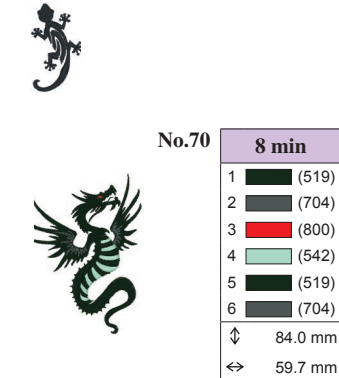 No.70
8 min
1 (519)
2 (704)
3 (800)
4 (542)
5 (519)
6 (704)
↕ 84.0 mm
↔ 59.7 mm